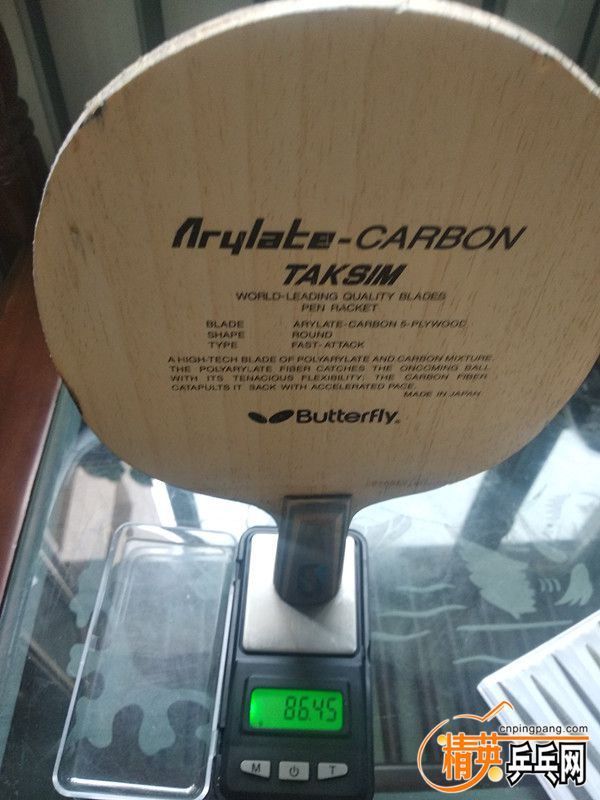 Arylate-CARBON
TAKSIM
WORLD-LEADING QUALITY BLADES
PEN RACKET
BLADE ARYLATE-CARBON 5-PLYWOOD
SHAPE ROUND
TYPE FAST-ATTACK
A HIGH-TECH BLADE OF POLYARYLATE AND CARBON MIXTURE.
THE POLYARYLATE FIBER CATCHES THE ONCOMING BALL
WITH ITS TENACIOUS FLEXIBILITY; THE CARBON FIBER
CATAPULTS IT BACK WITH ACCELERATED PACE.
MADE IN JAPAN
Butterfly®
86.45
M T
cnpingpang.com
精英乒乓网